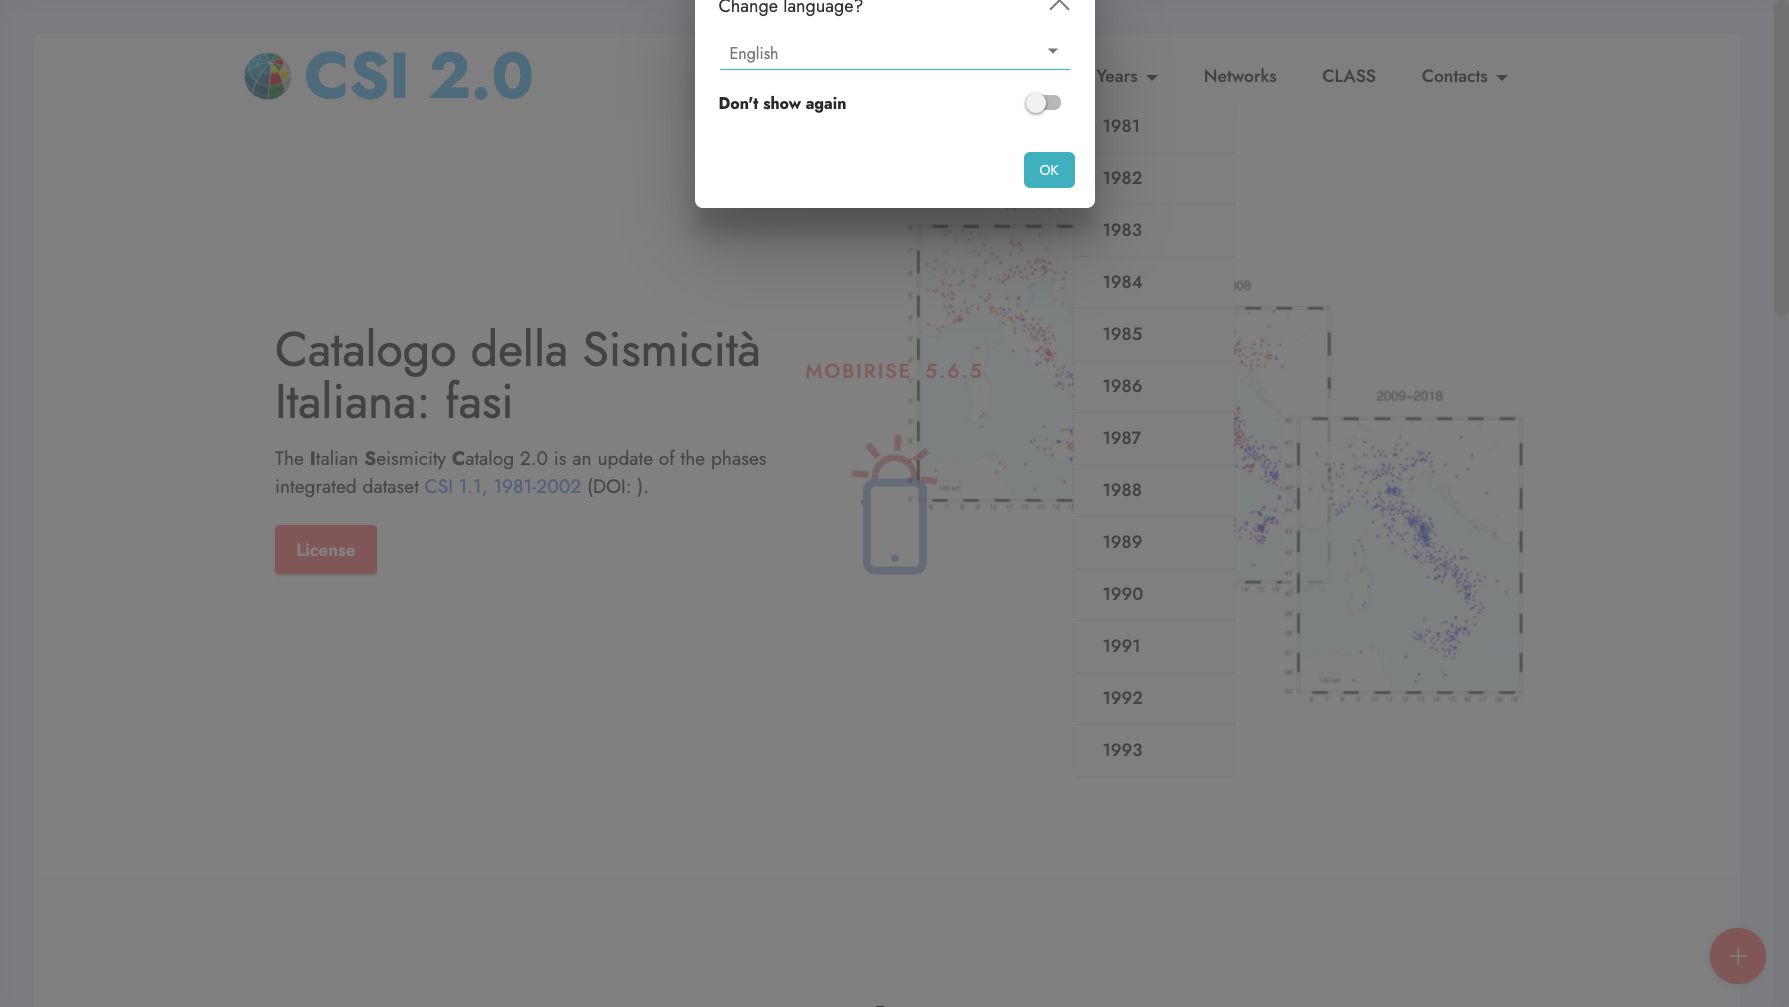 Change language?
English
Don't show again
OK
CSI 2.0
Years
Networks
CLASS
Contacts
1981
1982
1983
1984
1985
1986
1987
1988
1989
1990
1991
1992
1993
Catalogo della Sismicità
Italiana: fasi
The Italian Seismicity Catalog 2.0 is an update of the phases
integrated dataset CSI 1.1, 1981-2002 (DOI: ).
License
MOBIRISE 5.6.5
008
2009-2018